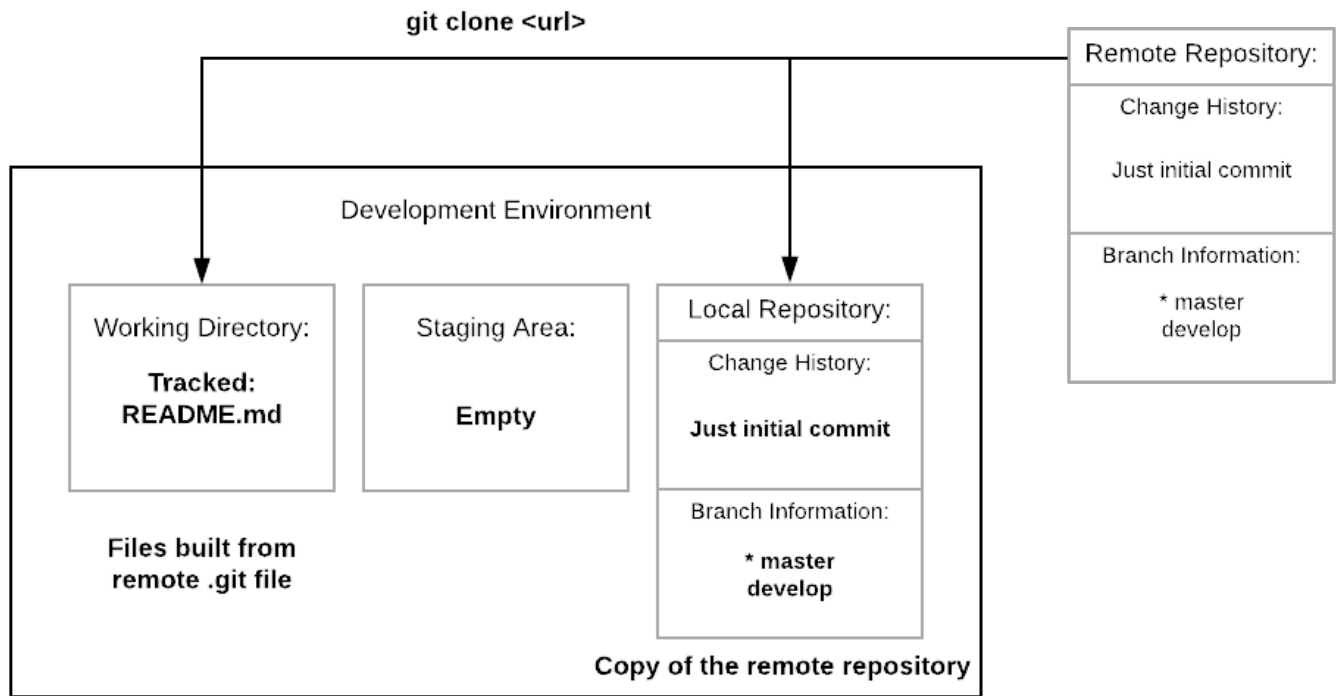 git clone <url>
Remote Repository:
Change History:
Just initial commit
Branch Information:
* master
develop
Development Environment
Working Directory:
Tracked:
README.md
Files built from
remote .git file
Staging Area:
Empty
Local Repository:
Change History:
Just initial commit
Branch Information:
* master
develop
Copy of the remote repository